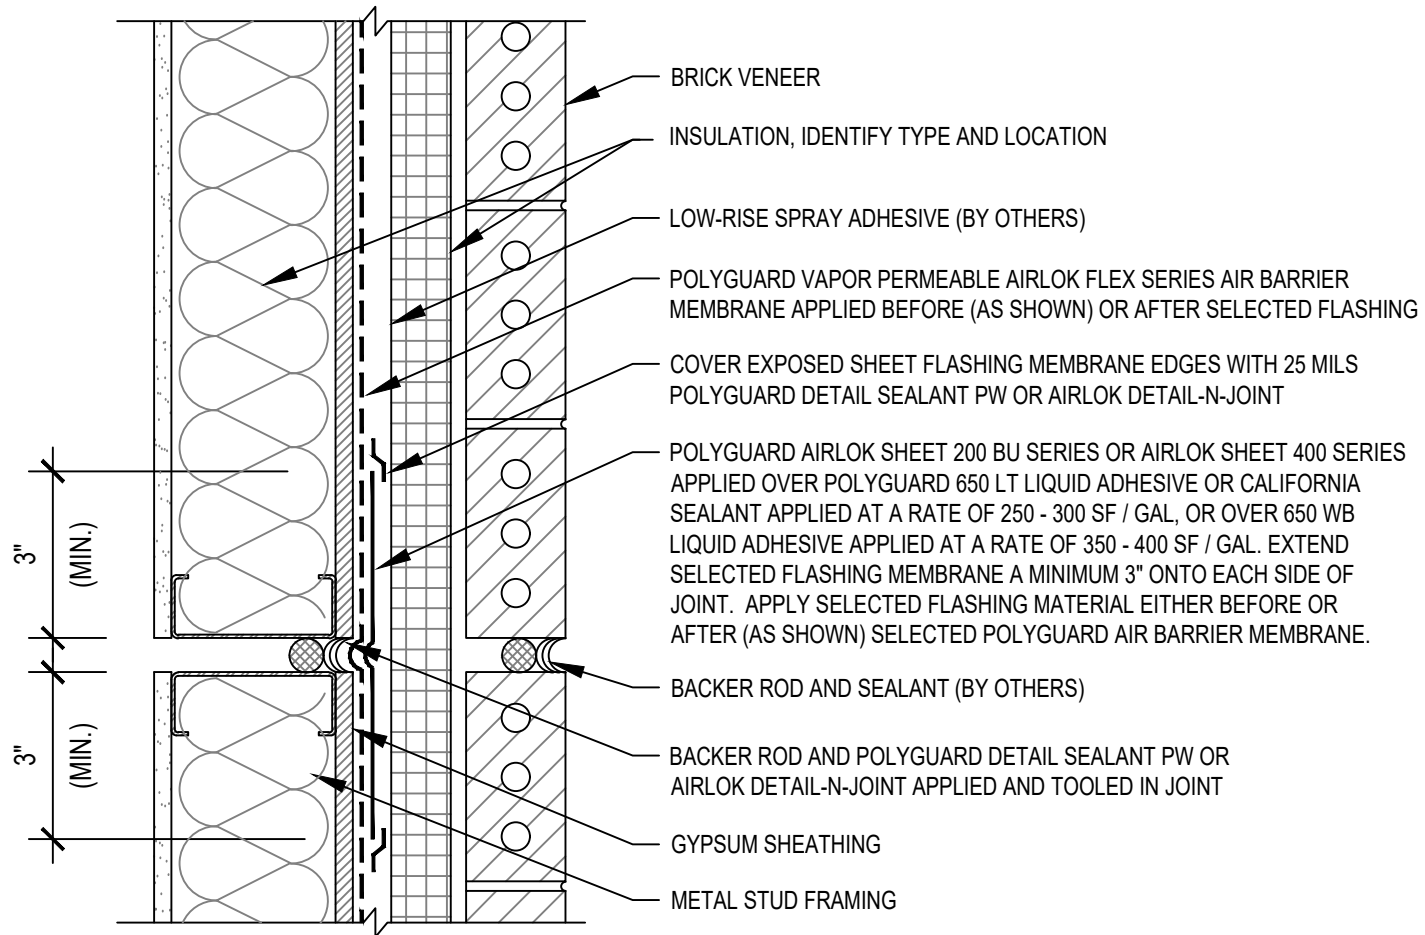 BRICK VENEER
INSULATION, IDENTIFY TYPE AND LOCATION
LOW-RISE SPRAY ADHESIVE (BY OTHERS)
POLYGUARD VAPOR PERMEABLE AIRLOK FLEX SERIES AIR BARRIER
MEMBRANE APPLIED BEFORE (AS SHOWN) OR AFTER SELECTED FLASHING
COVER EXPOSED SHEET FLASHING MEMBRANE EDGES WITH 25 MILS
POLYGUARD DETAIL SEALANT PW OR AIRLOK DETAIL-N-JOINT
POLYGUARD AIRLOK SHEET 200 BU SERIES OR AIRLOK SHEET 400 SERIES
APPLIED OVER POLYGUARD 650 LT LIQUID ADHESIVE OR CALIFORNIA
SEALANT APPLIED AT A RATE OF 250 - 300 SF / GAL, OR OVER 650 WB
LIQUID ADHESIVE APPLIED AT A RATE OF 350 - 400 SF / GAL. EXTEND
SELECTED FLASHING MEMBRANE A MINIMUM 3" ONTO EACH SIDE OF
JOINT. APPLY SELECTED FLASHING MATERIAL EITHER BEFORE OR
AFTER (AS SHOWN) SELECTED POLYGUARD AIR BARRIER MEMBRANE.
BACKER ROD AND SEALANT (BY OTHERS)
BACKER ROD AND POLYGUARD DETAIL SEALANT PW OR
AIRLOK DETAIL-N-JOINT APPLIED AND TOOLED IN JOINT
GYPSUM SHEATHING
METAL STUD FRAMING
3"
(MIN.)
3"
(MIN.)